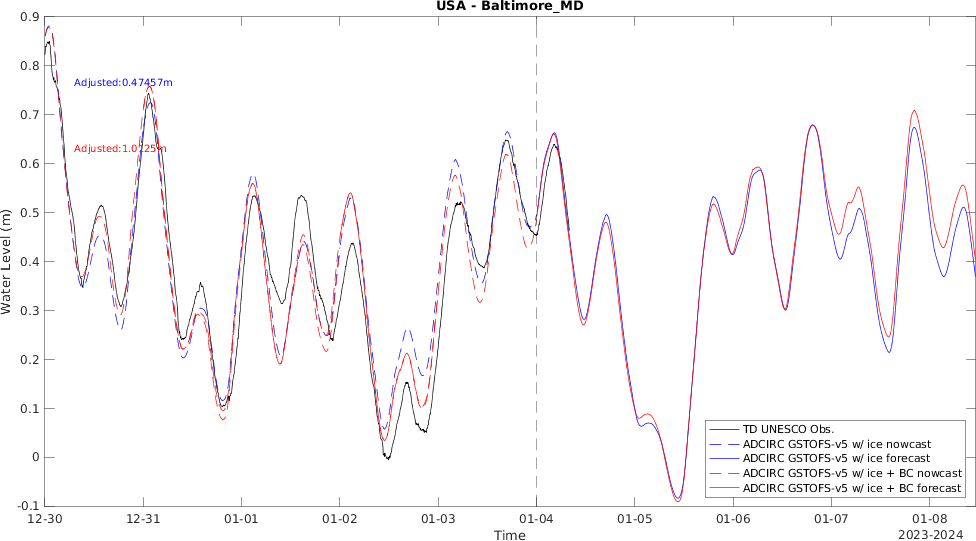 USA - Baltimore_MD
0.9
0.8
0.7
0.6
0.5
0.4
0.3
0.2
0.1
0
-0.1
Water Level (m)
Adjusted:0.47457m
TD UNESCO Obs.
ADCIRC GSTOFS-v5 w/ ice nowcast
ADCIRC GSTOFS-v5 w/ ice forecast
ADCIRC GSTOFS-v5 w/ ice + BC nowcast
ADCIRC GSTOFS-v5 w/ ice + BC forecast
12-30 12-31 01-01 01-02 01-03 01-04 01-05 01-06 01-07 01-08
Time
2023-2024